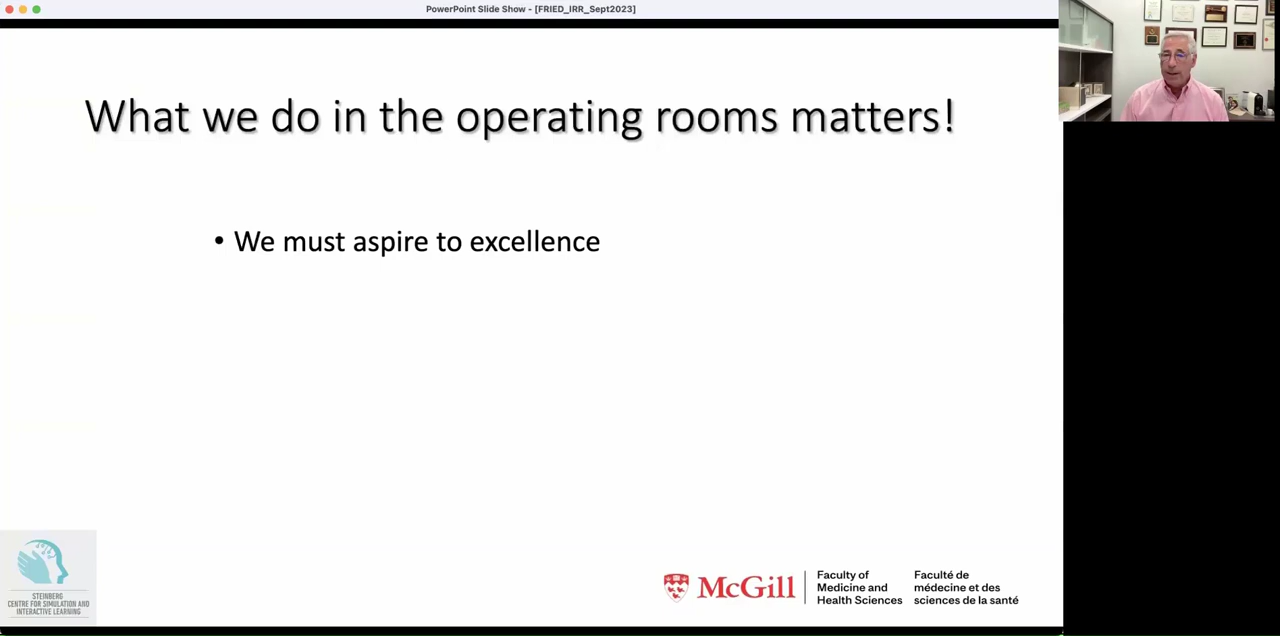 PowerPoint Slide Show - [FRIED_IRR_Sept2023]
What we do in the operating rooms matters!
• We must aspire to excellence
STEINBERG
CENTRE FOR SIMULATION AND
INTERACTIVE LEARNING
McGill
Faculty of
Medicine and
Health Sciences
Faculté de
médecine et des
sciences de la santé